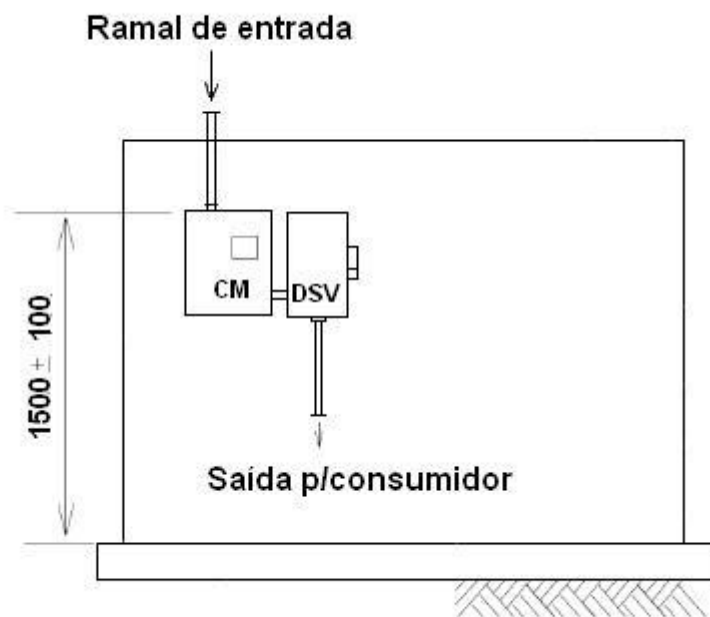 Ramal de entrada
CM
DSV
1500 ± 100
Saída p/consumidor